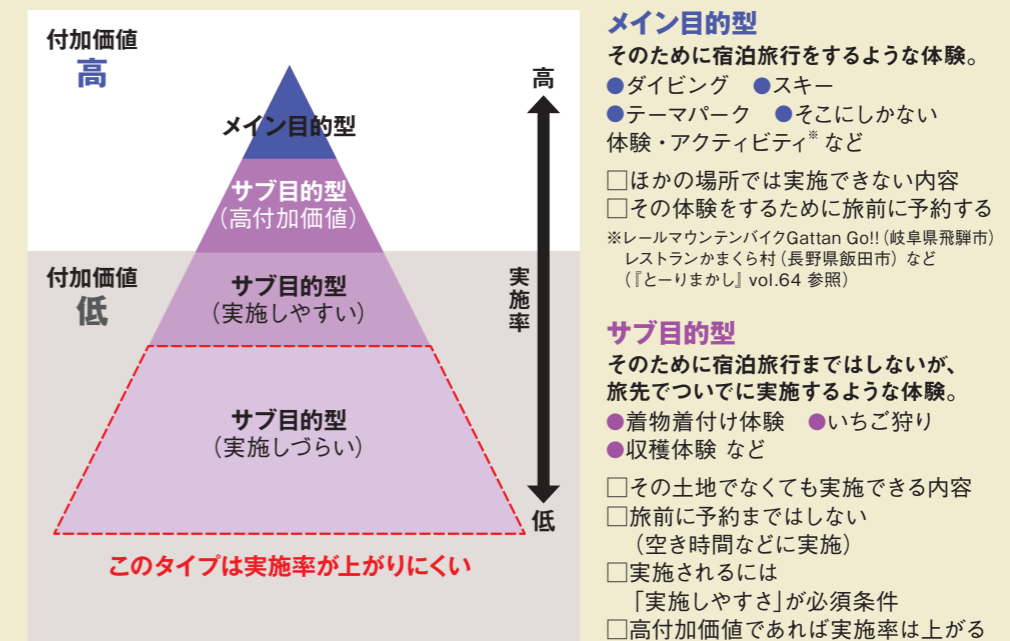 付加価値
高
メイン目的型
サブ目的型
（高付加価値）
付加価値
低
サブ目的型
（実施しやすい）
サブ目的型
（実施しづらい）
このタイプは実施率が上がりにくい
高
実施率
低
メイン目的型
そのために宿泊旅行をするような体験。
●ダイビング ●スキー
●テーマパーク ●そこにしかない
体験・アクティビティ※ など
□ほかの場所では実施できない内容
□その体験をするために旅前に予約する
※レールマウンテンバイクGattan Go!!（岐阜県飛騨市）
レストランかまくら村（長野県飯田市）など
（『とーりまかし』vol.64 参照）
サブ目的型
そのために宿泊旅行まではしないが、
旅先でついでに実施するような体験。
●着物着付け体験 ●いちご狩り
●収穫体験 など
□その土地でなくても実施できる内容
□旅前に予約まではしない
（空き時間などに実施）
□実施されるには
「実施しやすさ」が必須条件
□高付加価値であれば実施率は上がる